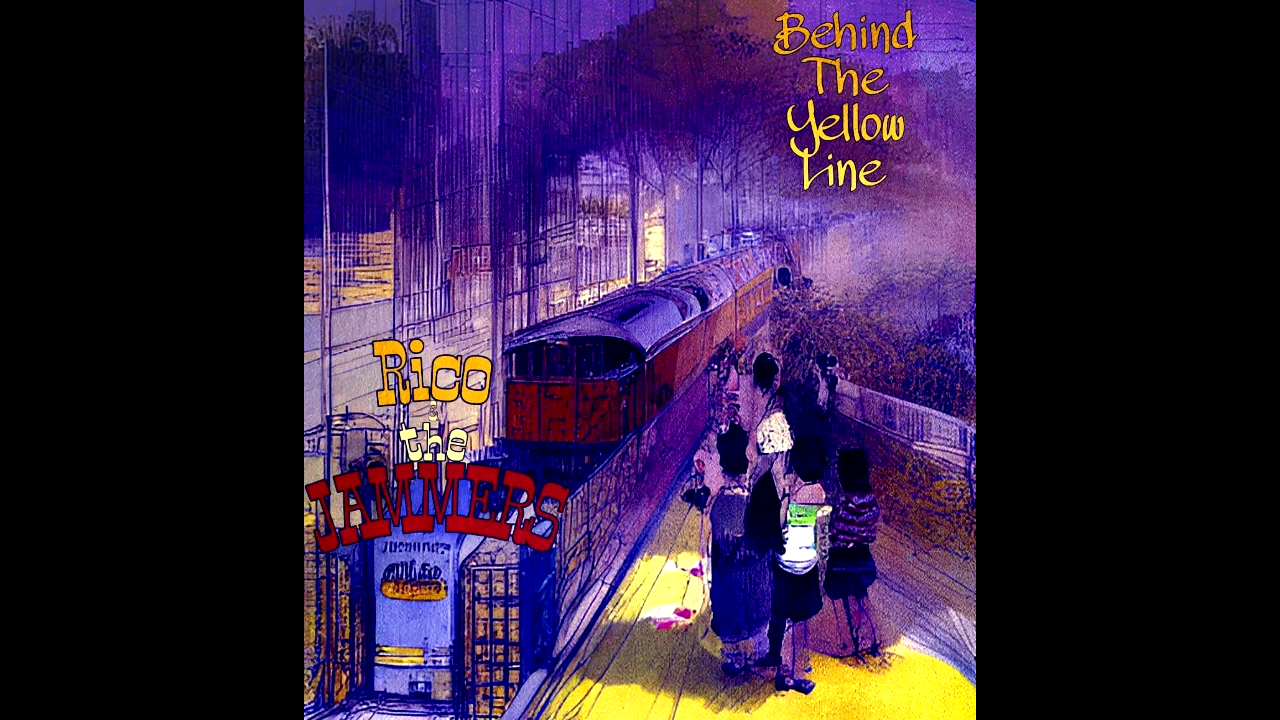 Behind
The
Yellow
Line
Rico
&
the
JAMMERS